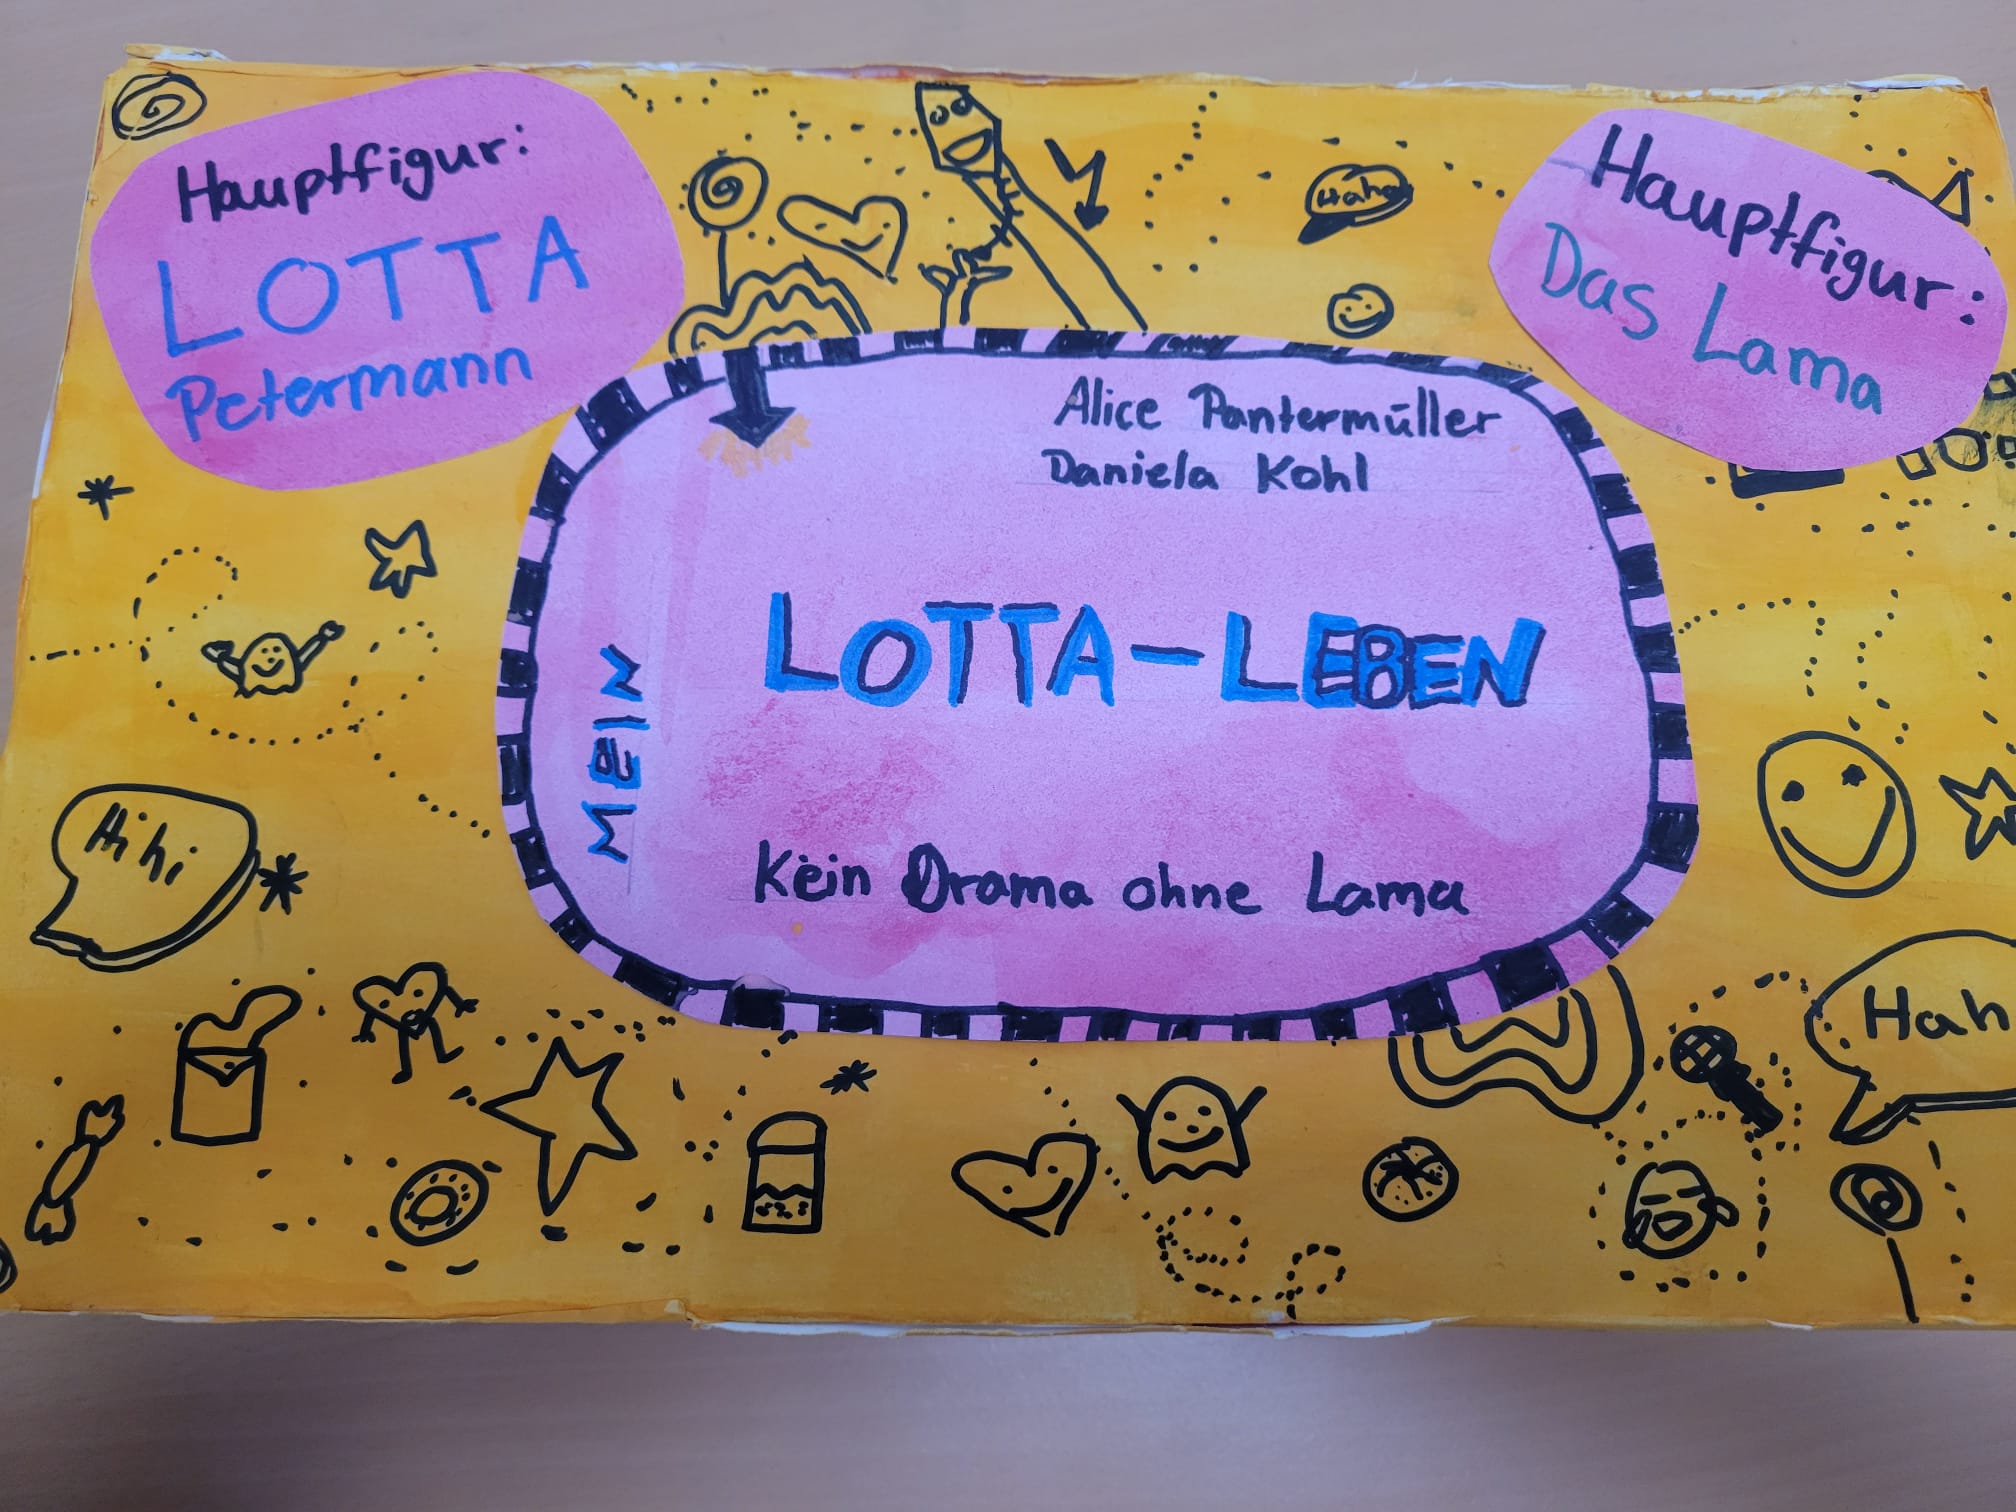 Hauptfigur:
LOTTA
Petermann
Haha
Hauptfigur:
Das Lama
Alice Pantermüller
Daniela Kohl
MEIN
LOTTA-LEBEN
Kein Drama ohne Lama
Hihi
Hah